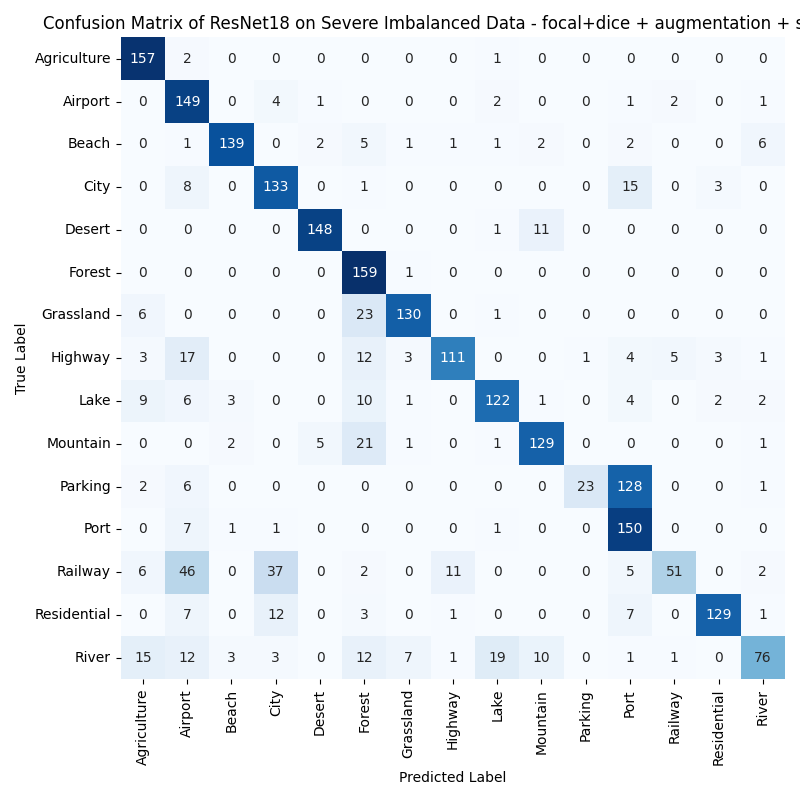 Confusion Matrix of ResNet18 on Severe Imbalanced Data - focal+dice + augmentation + s
Agriculture 157 2 0 0 0 0 0 0 1 0 0 0 0 0 0
Airport 0 149 0 4 1 0 0 0 2 0 0 1 2 0 1
Beach 0 1 139 0 2 5 1 1 1 2 0 2 0 0 6
City 0 8 0 133 0 1 0 0 0 0 0 15 0 3 0
Desert 0 0 0 0 148 0 0 0 1 11 0 0 0 0 0
Forest 0 0 0 0 0 159 1 0 0 0 0 0 0 0 0
Grassland 6 0 0 0 0 23 130 0 1 0 0 0 0 0 0
Highway 3 17 0 0 0 12 3 111 0 0 1 4 5 3 1
Lake 9 6 3 0 0 10 1 0 122 1 0 4 0 2 2
Mountain 0 0 2 0 5 21 1 0 1 129 0 0 0 0 1
Parking 2 6 0 0 0 0 0 0 0 0 23 128 0 0 1
Port 0 7 1 1 0 0 0 0 1 0 0 150 0 0 0
Railway 6 46 0 37 0 2 0 11 0 0 0 5 51 0 2
Residential 0 7 0 12 0 3 0 1 0 0 0 7 0 129 1
River 15 12 3 3 0 12 7 1 19 10 0 1 1 0 76
True Label
Agriculture Airport Beach City Desert Forest Grassland Highway Lake Mountain Parking Port Railway Residential River
Predicted Label